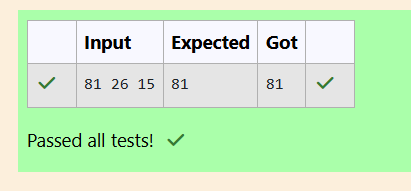 Input Expected Got
81 26 15 81 81
Passed all tests!